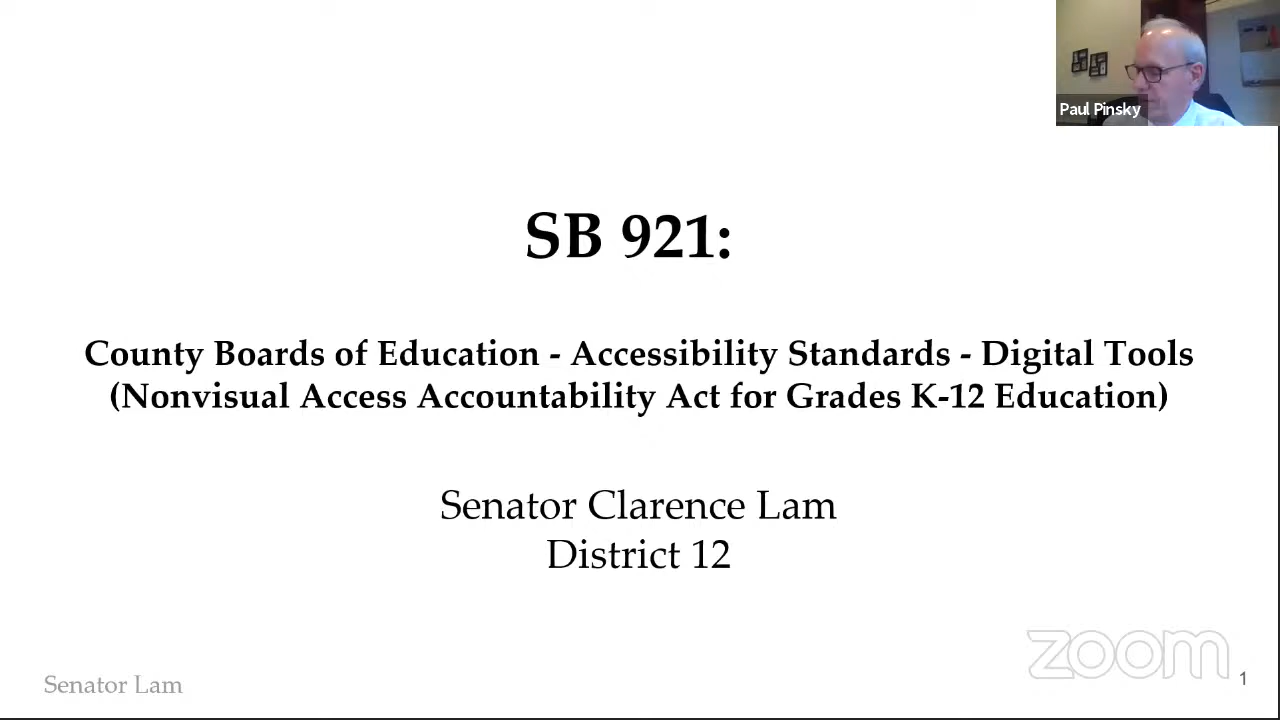 Paul Pinsky
SB 921:
County Boards of Education - Accessibility Standards - Digital Tools
(Nonvisual Access Accountability Act for Grades K-12 Education)
Senator Clarence Lam
District 12
zoom
Senator Lam
1